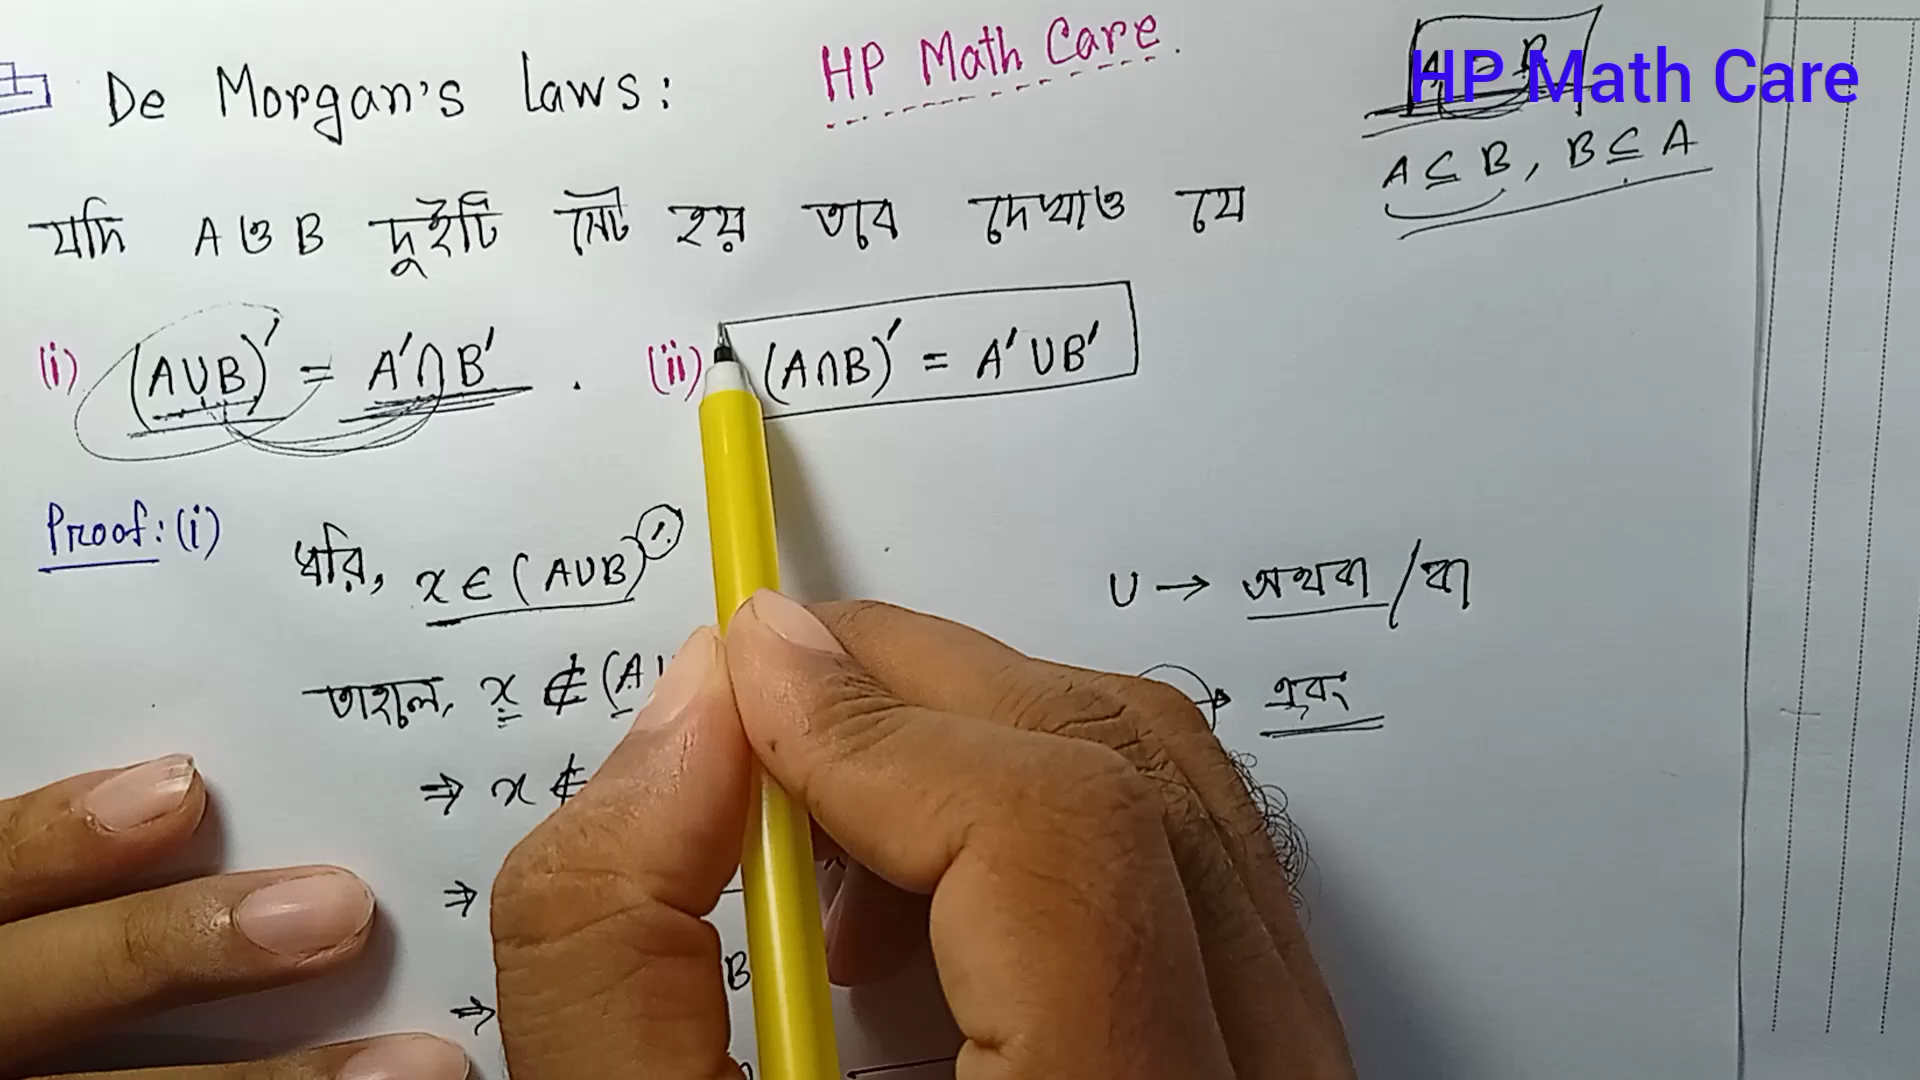 De Morgan's Laws:
HP Math Care.
HP Math Care
A ⊆ B, B ⊆ A
যদি A ও B দুইটি সেট হয় তবে দেখাও যে
(i) (A∪B)′ = A′∩B′. (ii) (A∩B)′ = A′∪B′
Proof: (i)
ধরি, x ∈ (A∪B)′
∪ → অথবা / বা
তাহলে, x ∉ (A
→ এবং
⇒ x ∉
⇒
B
⇒